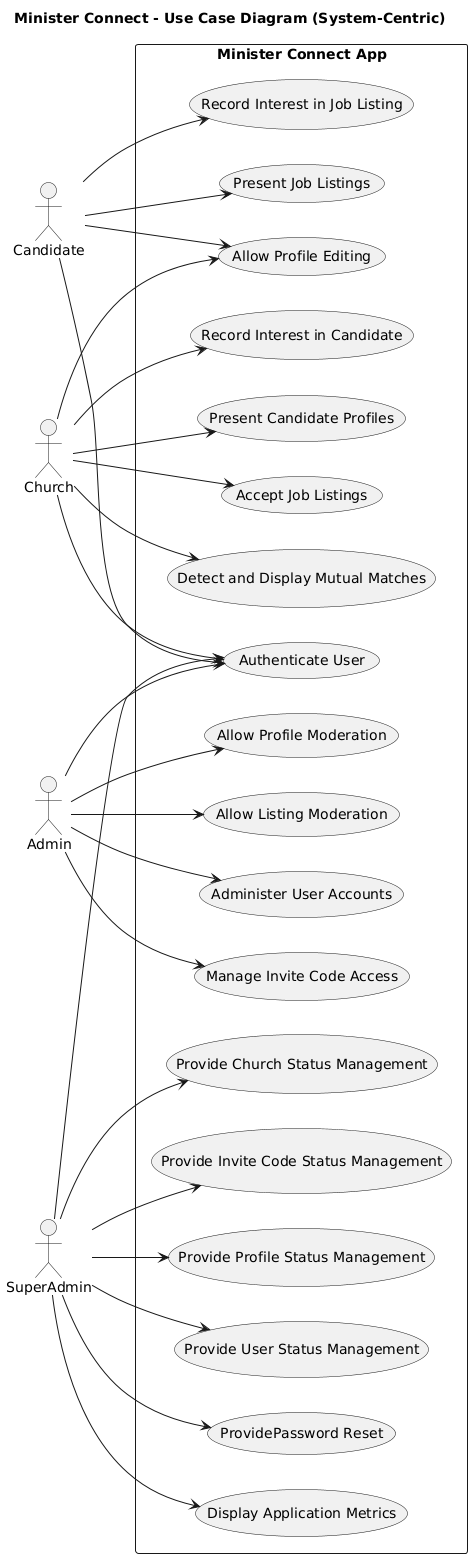 Minister Connect - Use Case Diagram (System-Centric)
Minister Connect App
Record Interest in Job Listing
Present Job Listings
Candidate
Allow Profile Editing
Record Interest in Candidate
Present Candidate Profiles
Church
Accept Job Listings
Detect and Display Mutual Matches
Authenticate User
Allow Profile Moderation
Allow Listing Moderation
Admin
Administer User Accounts
Manage Invite Code Access
Provide Church Status Management
Provide Invite Code Status Management
Provide Profile Status Management
SuperAdmin
Provide User Status Management
ProvidePassword Reset
Display Application Metrics